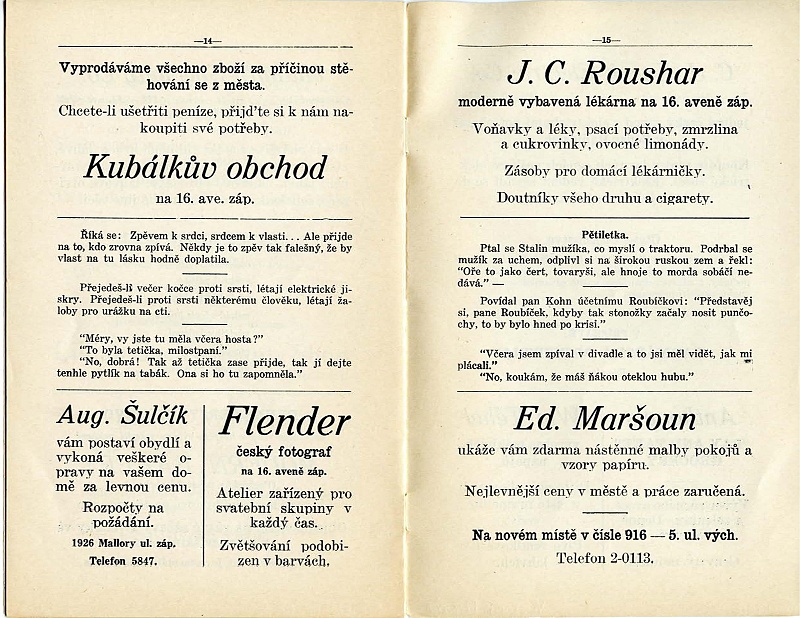 —14—
Vyprodáváme všechno zboží za příčinou stě-
hování se z města.
Chcete-li ušetřiti peníze, přijďte si k nám na-
koupiti své potřeby.
Kubálkův obchod
na 16. ave. záp.
Říká se: Zpěvem k srdci, srdcem k vlasti... Ale přijde
na to, kdo zrovna zpívá. Někdy je to zpěv tak falešný, že by
vlast na tu lásku hodně doplatila.
Přejedeš-li večer kočce proti srsti, létají elektrické ji-
skry. Přejedeš-li proti srsti některému člověku, létají ža-
loby pro urážku na cti.
“Méry, vy jste tu měla včera hosta?”
“To byla tetička, milostpaní.”
“No, dobrá! Tak až tetička zase přijde, tak jí dejte
tenhle pytlík na tabák. Ona si ho tu zapomněla.”
Aug. Šulčík
vám postaví obydlí a
vykoná veškeré o-
pravy na vašem do-
mě za levnou cenu.
Rozpočty na
požádání.
1926 Mallory ul. záp.
Telefon 5847.
Flender
český fotograf
na 16. aveně záp.
Atelier zařízený pro
svatební skupiny v
každý čas.
Zvětšování podobi-
zen v barvách.
—15—
J. C. Roushar
moderně vybavená lékárna na 16. aveně záp.
Voňavky a léky, psací potřeby, zmrzlina
a cukrovinky, ovocné limonády.
Zásoby pro domácí lékárničky.
Doutníky všeho druhu a cigarety.
Pětiletka.
Ptal se Stalin mužíka, co myslí o traktoru. Podrbal se
mužík za uchem, odplivl si na širokou ruskou zem a řekl:
“Oře to jako čert, tovaryši, ale hnoje to morda sobáčí ne-
dává.” —
Povídal pan Kohn účetnímu Roubíčkovi: “Představěj
si, pane Roubíček, kdyby tak stonožky začaly nosit punčo-
chy, to by bylo hned po krisi.”
“Včera jsem zpíval v divadle a to jsi měl vidět, jak mi
plácali.”
“No, koukám, že máš ňákou oteklou hubu.”
Ed. Maršoun
ukáže vám zdarma nástěnné malby pokojů a
vzory papíru.
Nejlevnější ceny v městě a práce zaručená.
Na novém místě v čísle 916 — 5. ul. vých.
Telefon 2-0113.